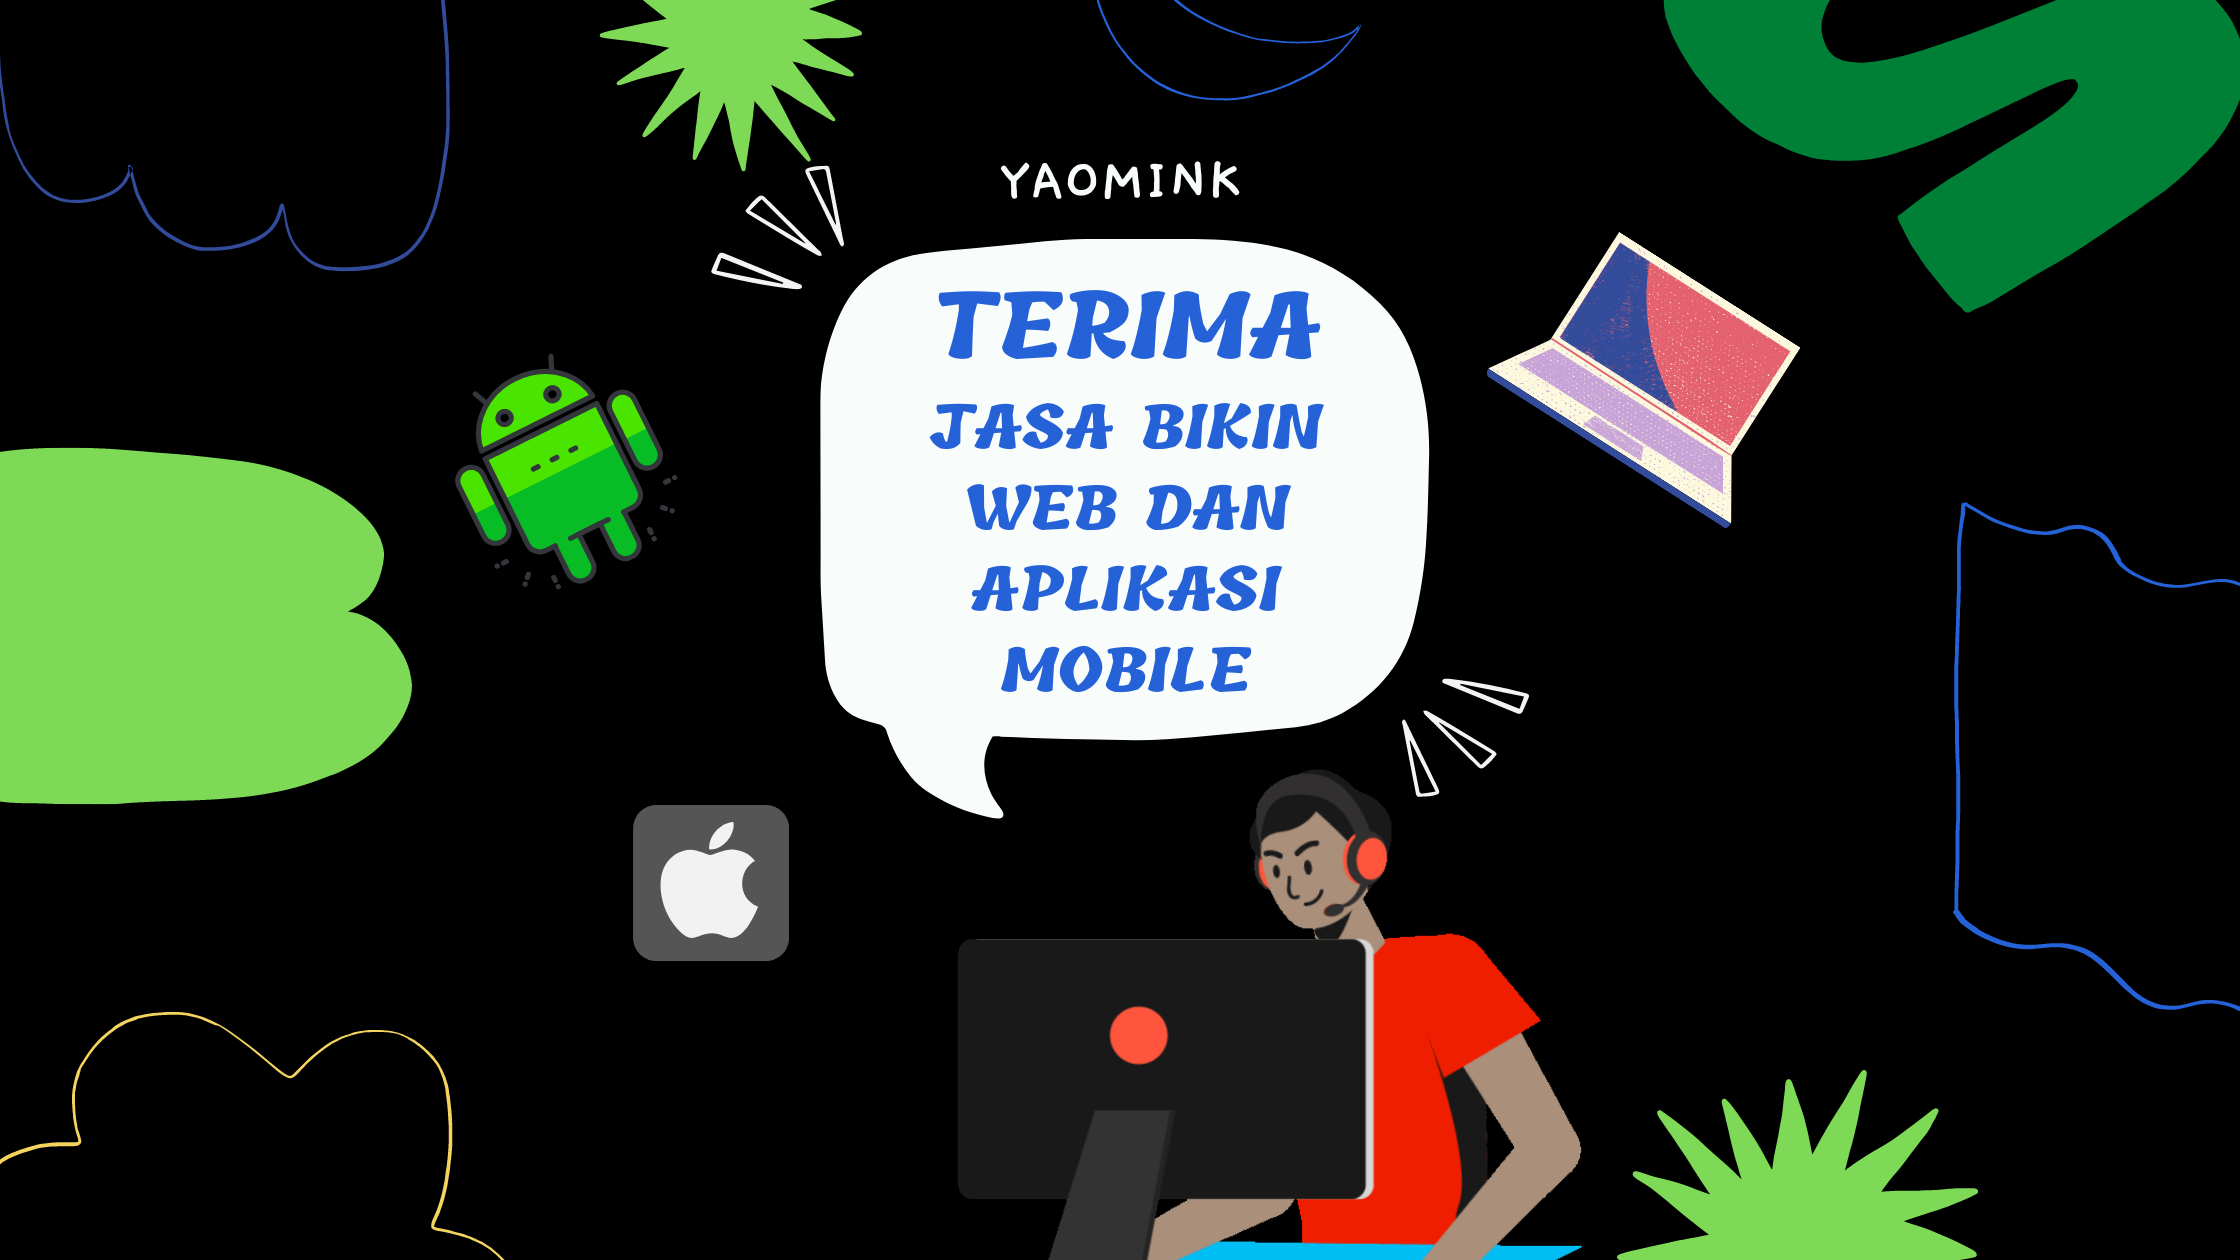 YAOMINK
TERIMA
JASA BIKIN
WEB DAN
APLIKASI
MOBILE